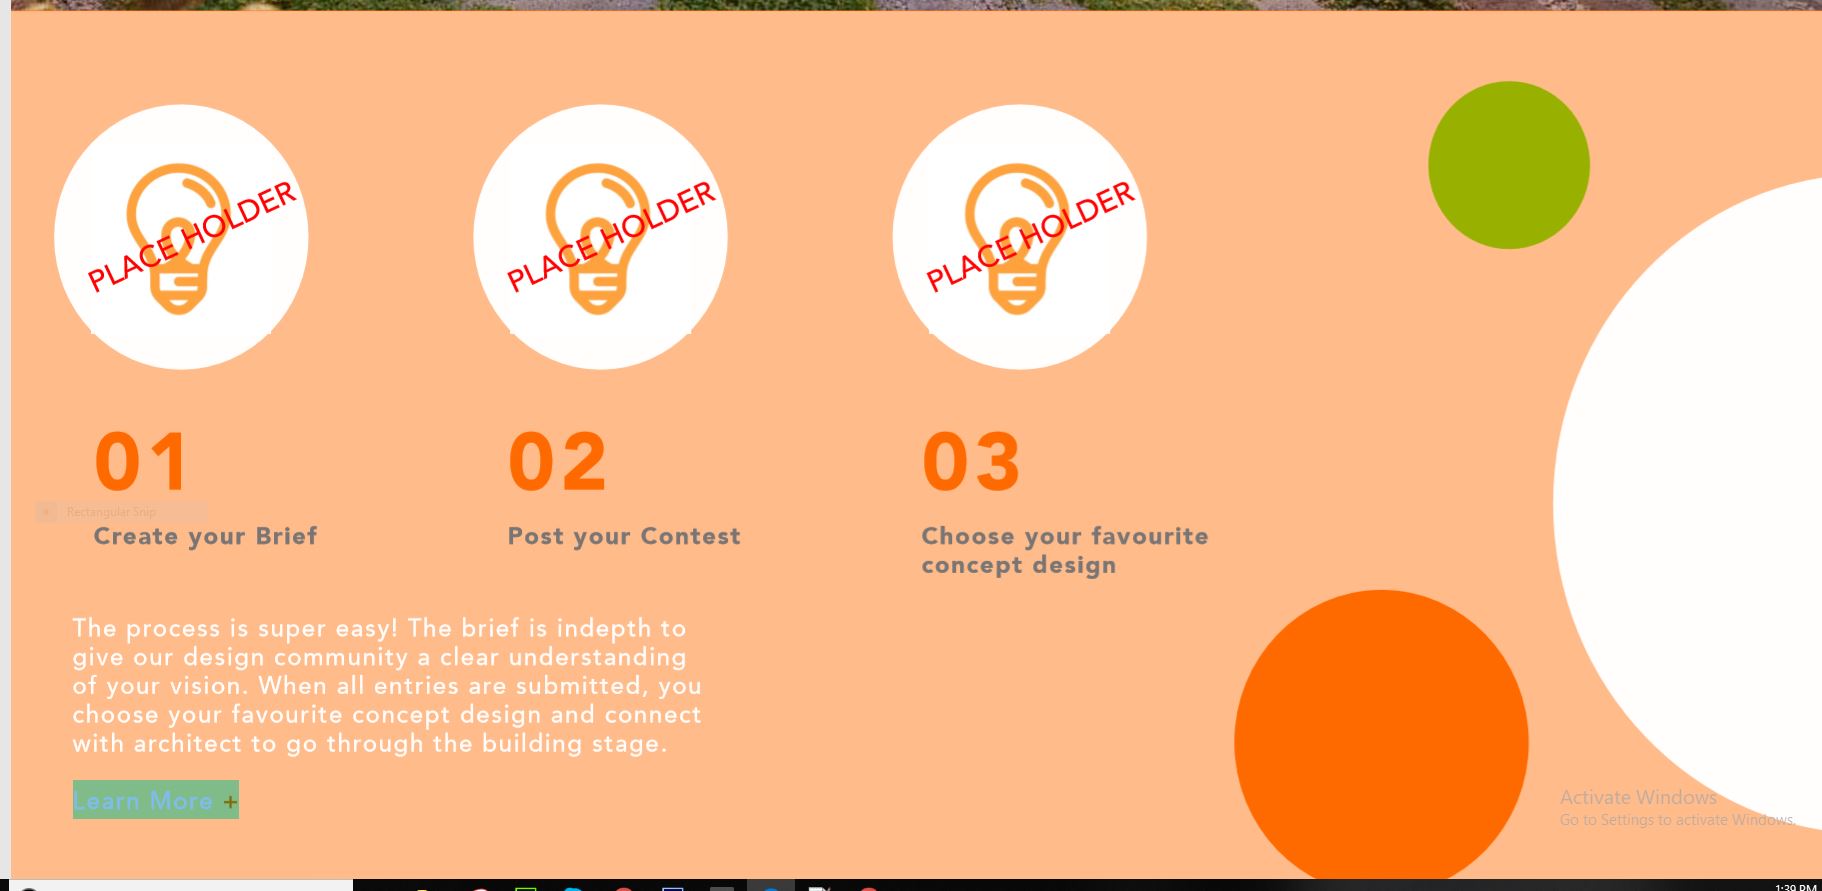 PLACE HOLDER
PLACE HOLDER
PLACE HOLDER
01
02
03
Rectangular Snip
Create your Brief
Post your Contest
Choose your favourite
concept design
The process is super easy! The brief is indepth to
give our design community a clear understanding
of your vision. When all entries are submitted, you
choose your favourite concept design and connect
with architect to go through the building stage.
Learn More +
Activate Windows
Go to Settings to activate Windows.
1:39 PM